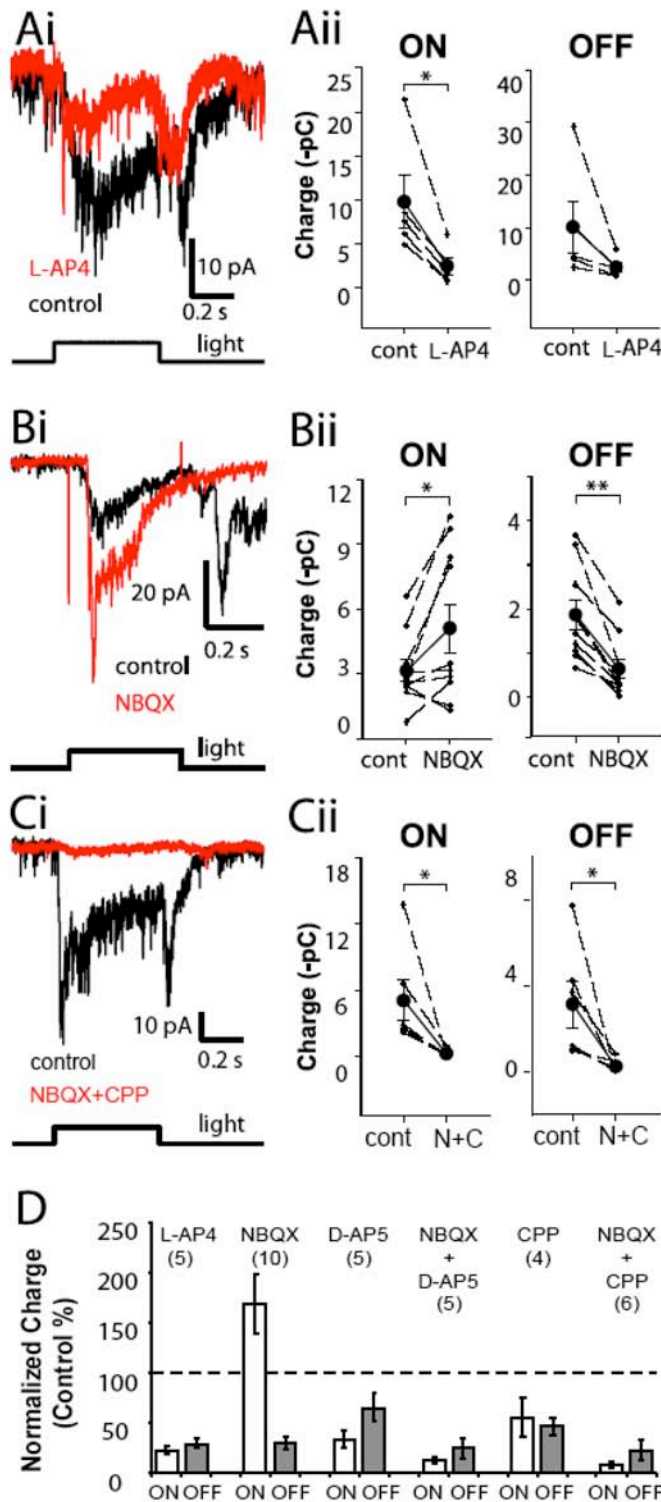 Ai
L-AP4
control
10 pA
0.2 s
light
Aii
ON
OFF
Charge (-pC)
25
20
15
10
5
0
*
cont L-AP4
40
30
20
10
0
cont L-AP4
Bi
20 pA
0.2 s
control
NBQX
light
Bii
ON
OFF
Charge (-pC)
12
9
6
3
0
*
cont NBQX
4
2
0
**
cont NBQX
Ci
10 pA
0.2 s
control
NBQX+CPP
light
Cii
ON
OFF
Charge (-pC)
18
12
6
0
*
cont N+C
8
4
0
*
cont N+C
D
Normalized Charge
(Control %)
250
200
150
100
50
0
L-AP4
(5)
NBQX
(10)
D-AP5
(5)
NBQX
+
D-AP5
(5)
CPP
(4)
NBQX
+
CPP
(6)
ON OFF ON OFF ON OFF ON OFF ON OFF ON OFF